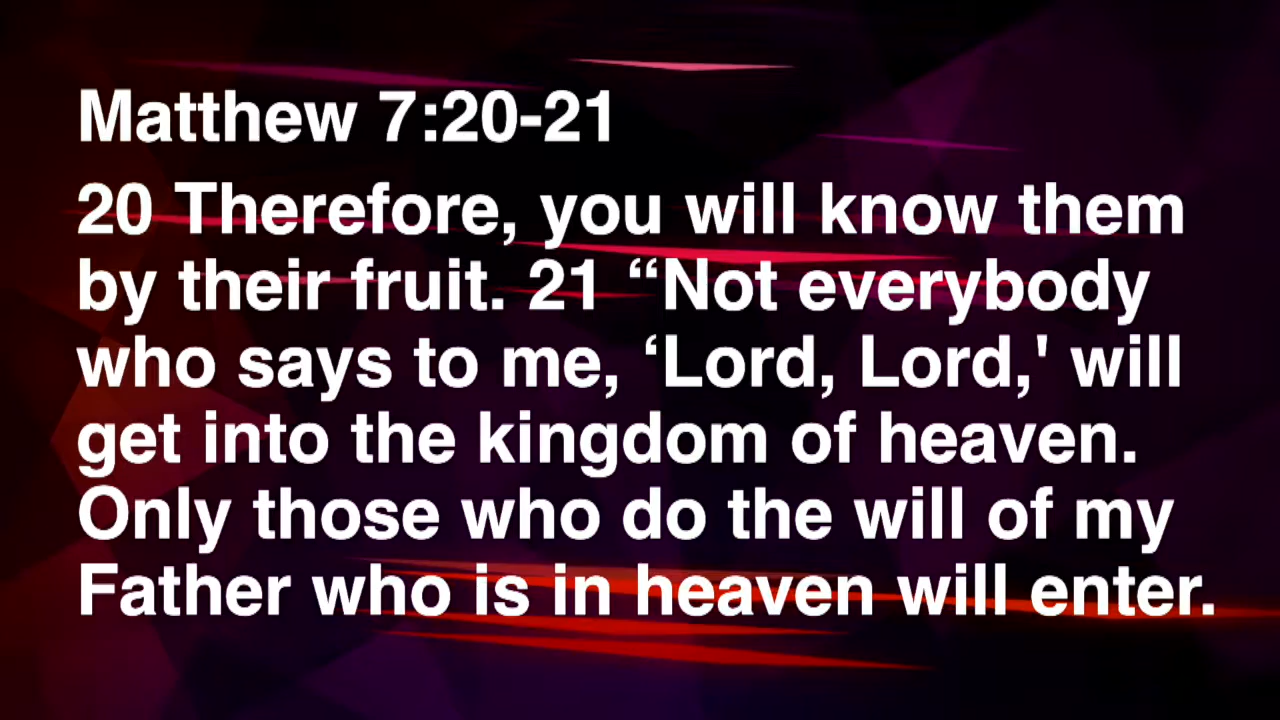 Matthew 7:20-21
20 Therefore, you will know them
by their fruit. 21 “Not everybody
who says to me, ‘Lord, Lord,' will
get into the kingdom of heaven.
Only those who do the will of my
Father who is in heaven will enter.